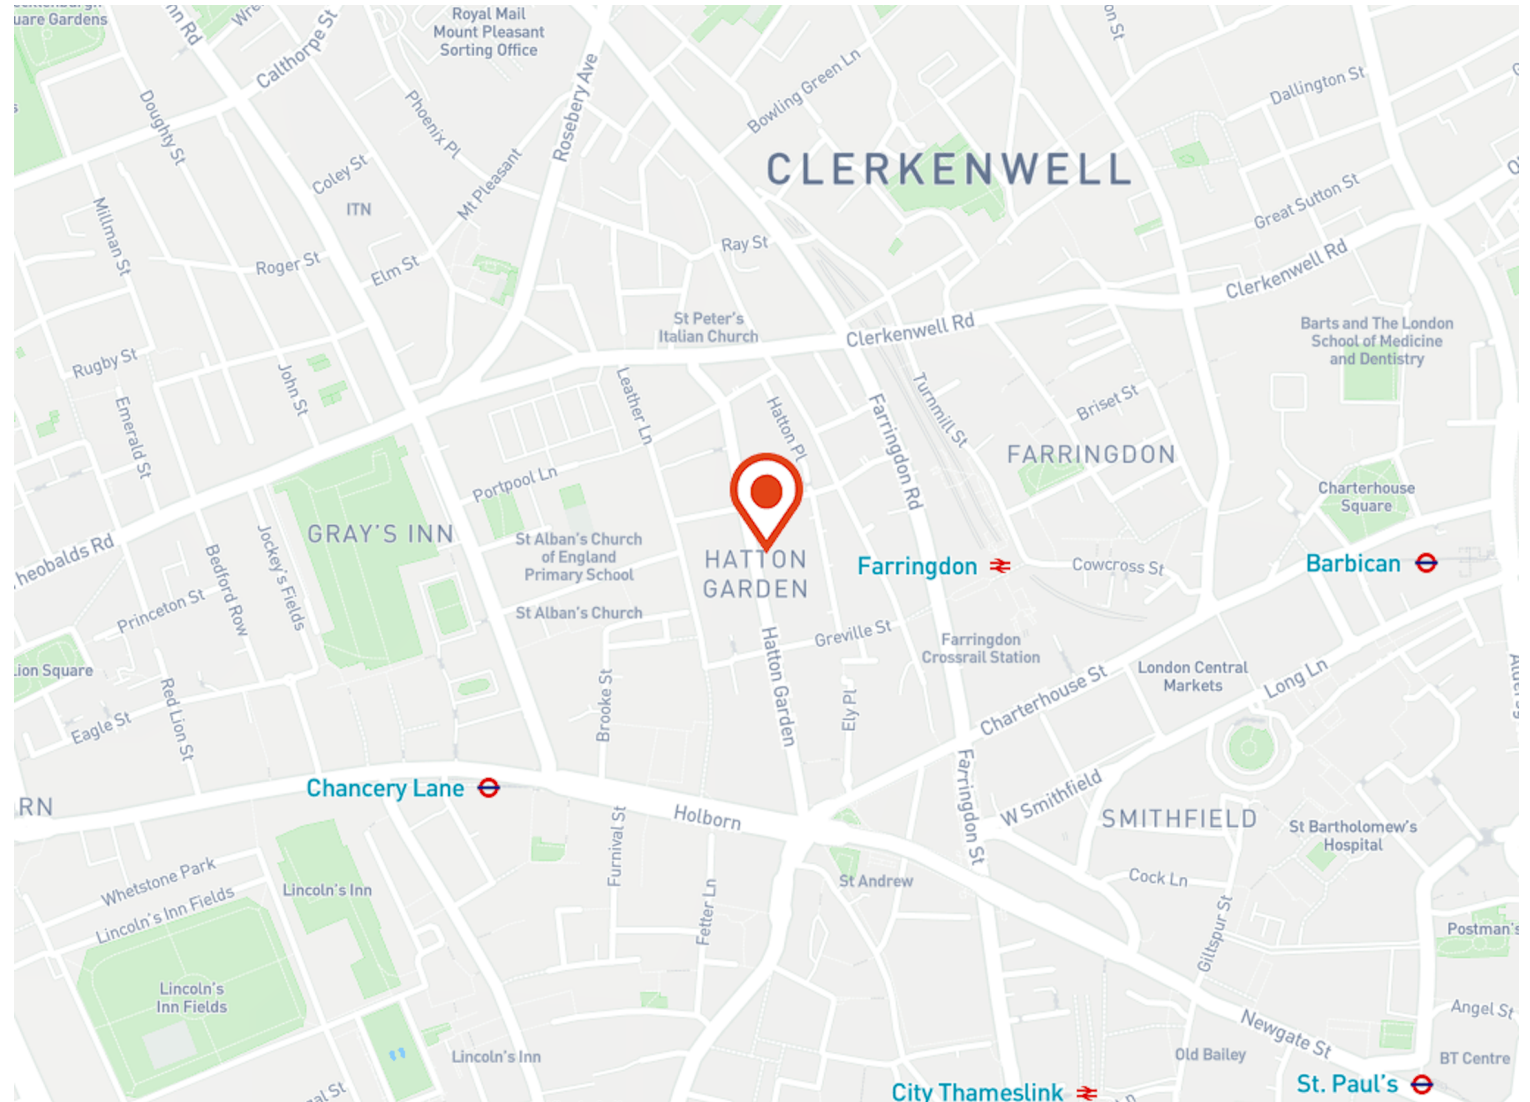 uare Gardens
Calthorpe St
Royal Mail
Mount Pleasant
Sorting Office
Rosebery Ave
Bowling Green Ln
Dallington St
Doughty St
Phoenix Pl
CLERKENWELL
Coley St
Mt Pleasant
ITN
Great Sutton St
Millman St
Ray St
Roger St
Elm St
Clerkenwell Rd
St Peter's
Italian Church
Clerkenwell Rd
Barts and The London
School of Medicine
and Dentistry
Rugby St
John St
Leather Ln
Hatton Pl
Turnmill St
Briset St
Emerald St
Farringdon Rd
FARRINGDON
Portpool Ln
Charterhouse
Square
GRAY'S INN
Jockey's Fields
St Alban's Church
of England
Primary School
HATTON
GARDEN
Farringdon
Cowcross St
Barbican
heobalds Rd
Bedford Row
Princeton St
St Alban's Church
Greville St
Farringdon
Crossrail Station
ion Square
Hatton Garden
London Central
Markets
Long Ln
Charterhouse St
Red Lion St
Eagle St
Brooke St
Ely Pl
Chancery Lane
Farringdon St
W Smithfield
RN
Holborn
SMITHFIELD
St Bartholomew's
Hospital
Furnival St
Whetstone Park
Lincoln's Inn
St Andrew
Cock Ln
Lincoln's Inn Fields
Fetter Ln
Giltspur St
Postman's
Lincoln's
Inn Fields
Angel St
Newgate St
Lincoln's Inn
Old Bailey
BT Centre
City Thameslink
St. Paul's